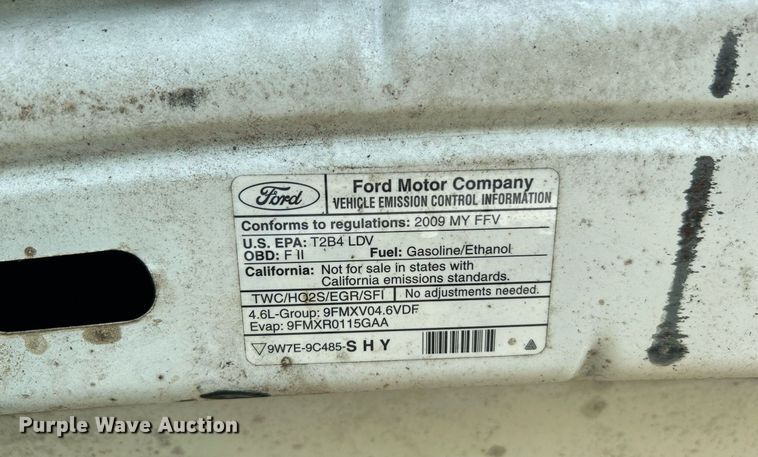 Ford
Ford Motor Company
VEHICLE EMISSION CONTROL INFORMATION
Conforms to regulations: 2009 MY FFV
U.S. EPA: T2B4 LDV
OBD: F II Fuel: Gasoline/Ethanol
California: Not for sale in states with
California emissions standards.
TWC/HO2S/EGR/SFI No adjustments needed.
4.6L-Group: 9FMXV04.6VDF
Evap: 9FMXR0115GAA
9W7E-9C485-SHY
Purple Wave Auction